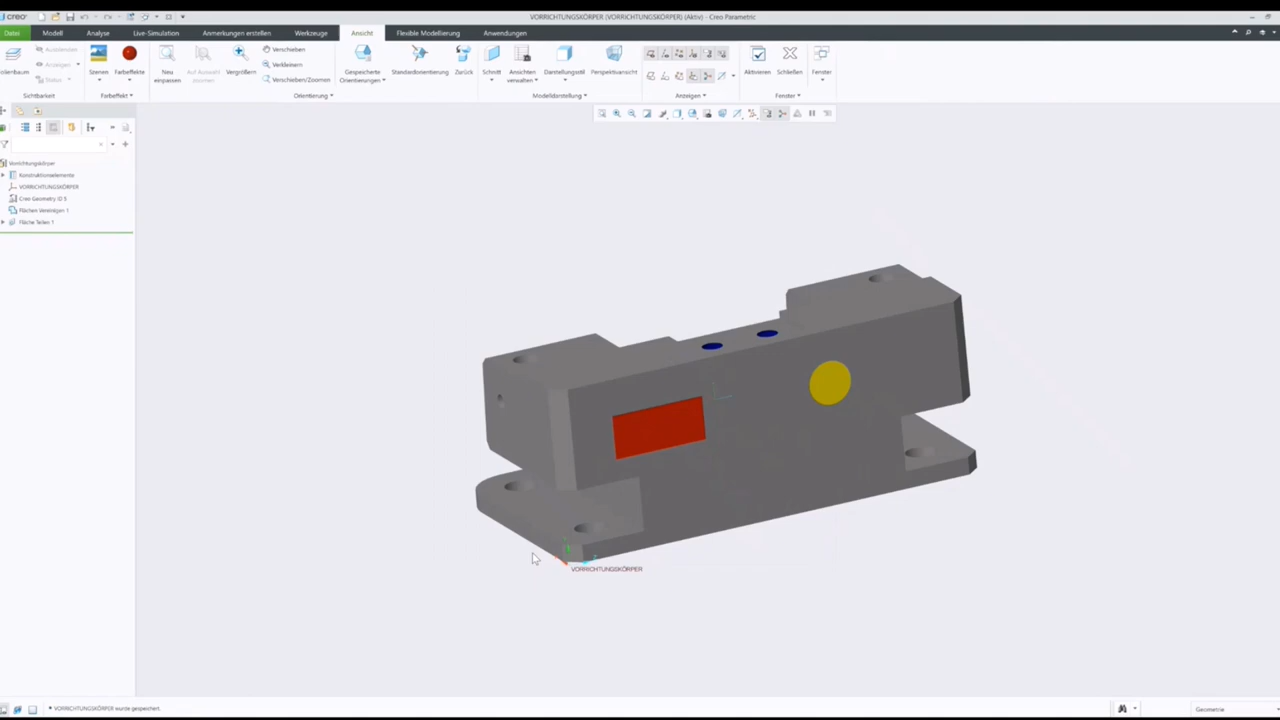 creo
VORRICHTUNGSKÖRPER (VORRICHTUNGSKÖRPER) (Aktiv) - Creo Parametric
Datei Modell Analyse Live-Simulation Anmerkungen erstellen Werkzeuge Ansicht Flexible Modellierung Anwendungen
Ausblenden
Anzeigen
Status
Szenen Farbeffekte
Neu einpassen
Auf Auswahl zoomen
Vergrößern
Verschieben
Verkleinern
Verschieben/Zoomen
Gespeicherte Orientierungen
Standardorientierung
Zurück
Schnitt
Ansichten verwalten
Darstellungsstil
Perspektivansicht
Aktivieren
Schließen
Fenster
Sichtbarkeit Farbeffekt Orientierung Modelldarstellung Anzeigen Fenster
Vorrichtungskörper
Konstruktionselemente
VORRICHTUNGSKÖRPER
Creo Geometry ID 5
Flächen Vereinigen 1
Fläche Teilen 1
VORRICHTUNGSKÖRPER
VORRICHTUNGSKÖRPER wurde gespeichert.
Geometrie